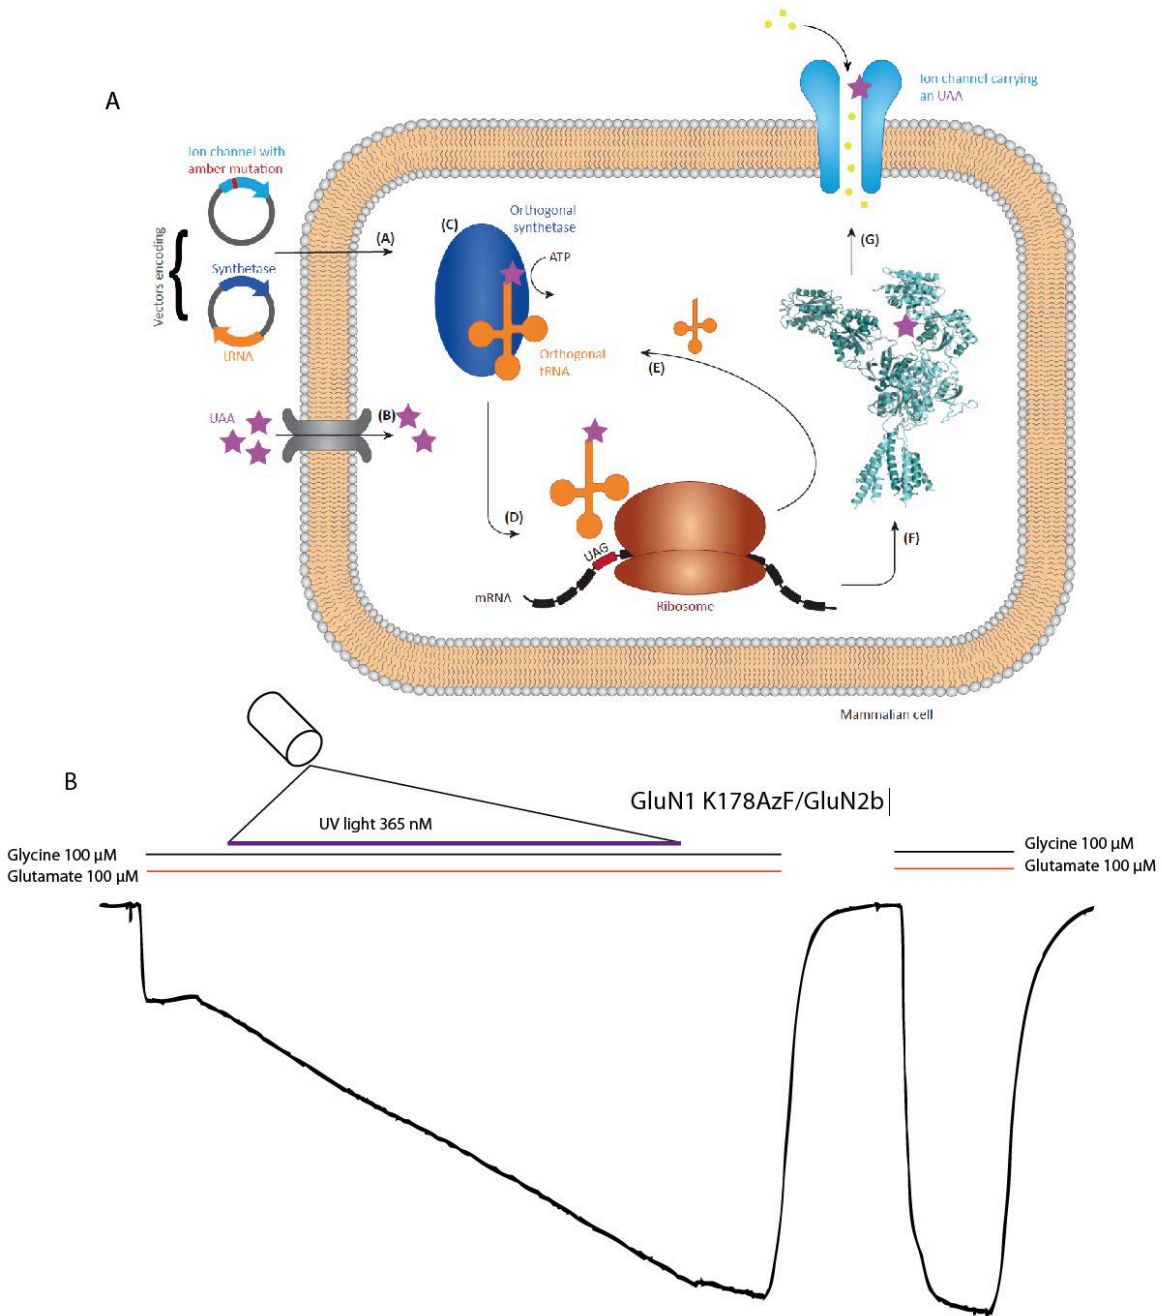 A
Ion channel carrying
an UAA
Ion channel with
amber mutation
(A)
Vectors encoding
Synthetase
tRNA
(C)
Orthogonal
synthetase
ATP
Orthogonal
tRNA
(E)
(G)
UAA
(B)
(D)
UAG
mRNA
Ribosome
(F)
Mammalian cell
B
GluN1 K178AzF/GluN2b
UV light 365 nM
Glycine 100 µM
Glutamate 100 µM
Glycine 100 µM
Glutamate 100 µM